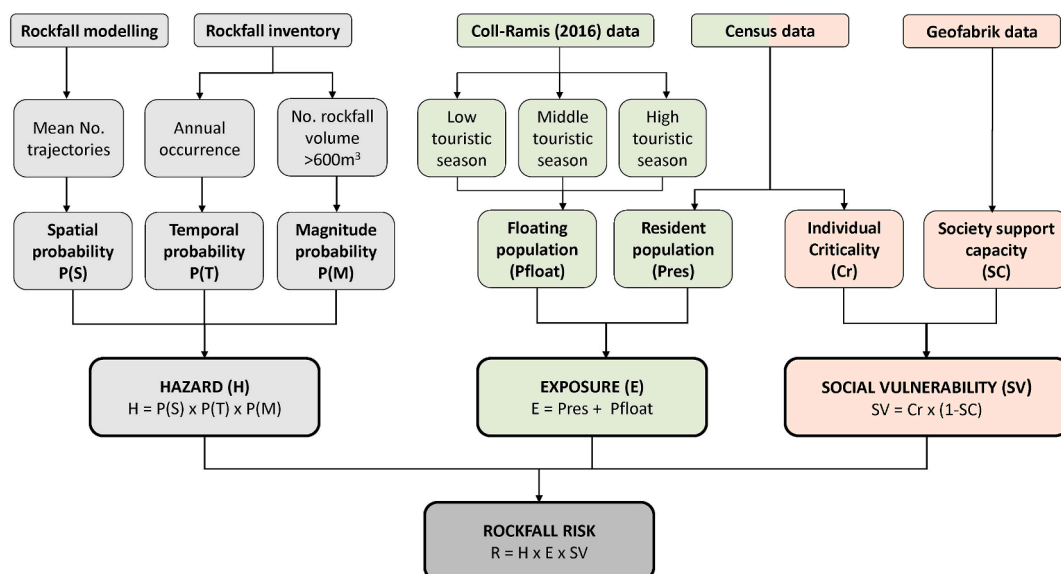 Rockfall modelling
Rockfall inventory
Coll-Ramis (2016) data
Census data
Geofabrik data
Mean No.
trajectories
Annual
occurrence
No. rockfall
volume
>600m³
Low
touristic
season
Middle
touristic
season
High
touristic
season
Spatial
probability
P(S)
Temporal
probability
P(T)
Magnitude
probability
P(M)
Floating
population
(Pfloat)
Resident
population
(Pres)
Individual
Criticality
(Cr)
Society support
capacity
(SC)
HAZARD (H)
H = P(S) x P(T) x P(M)
EXPOSURE (E)
E = Pres + Pfloat
SOCIAL VULNERABILITY (SV)
SV = Cr x (1-SC)
ROCKFALL RISK
R = H x E x SV